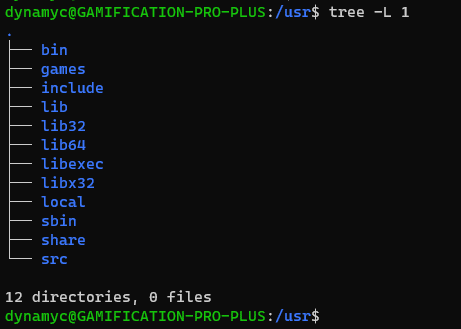 dynamyc@GAMIFICATION-PRO-PLUS:/usr$ tree -L 1
.
├── bin
├── games
├── include
├── lib
├── lib32
├── lib64
├── libexec
├── libx32
├── local
├── sbin
├── share
└── src
12 directories, 0 files
dynamyc@GAMIFICATION-PRO-PLUS:/usr$